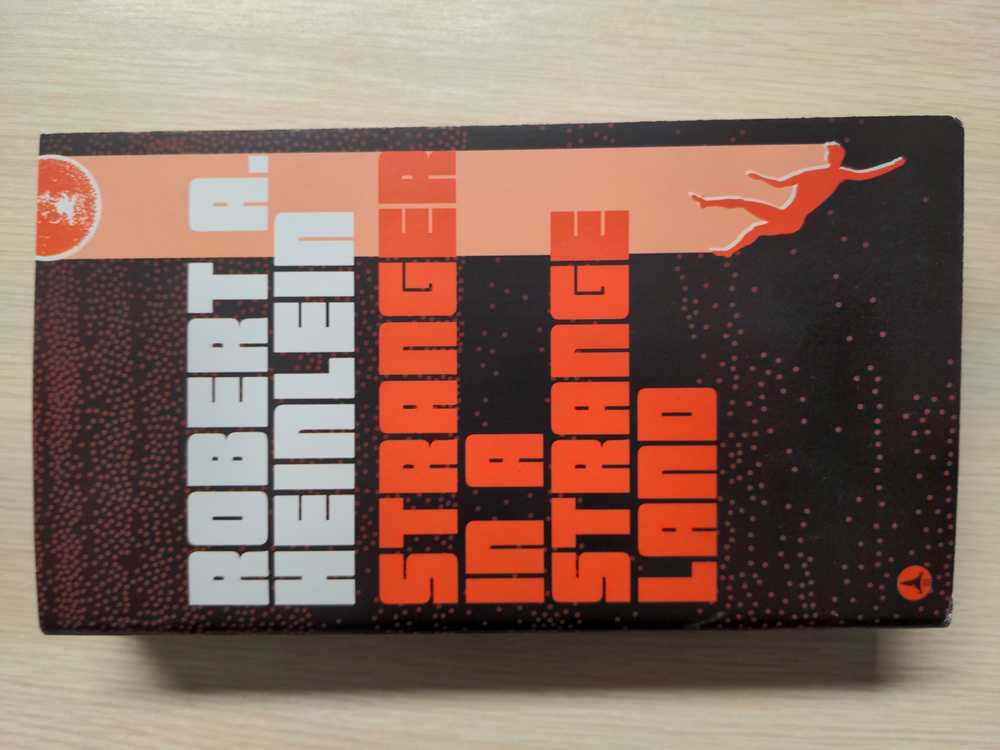 ROBERT A.
HEINLEIN
STRANGER
IN A
STRANGE
LAND